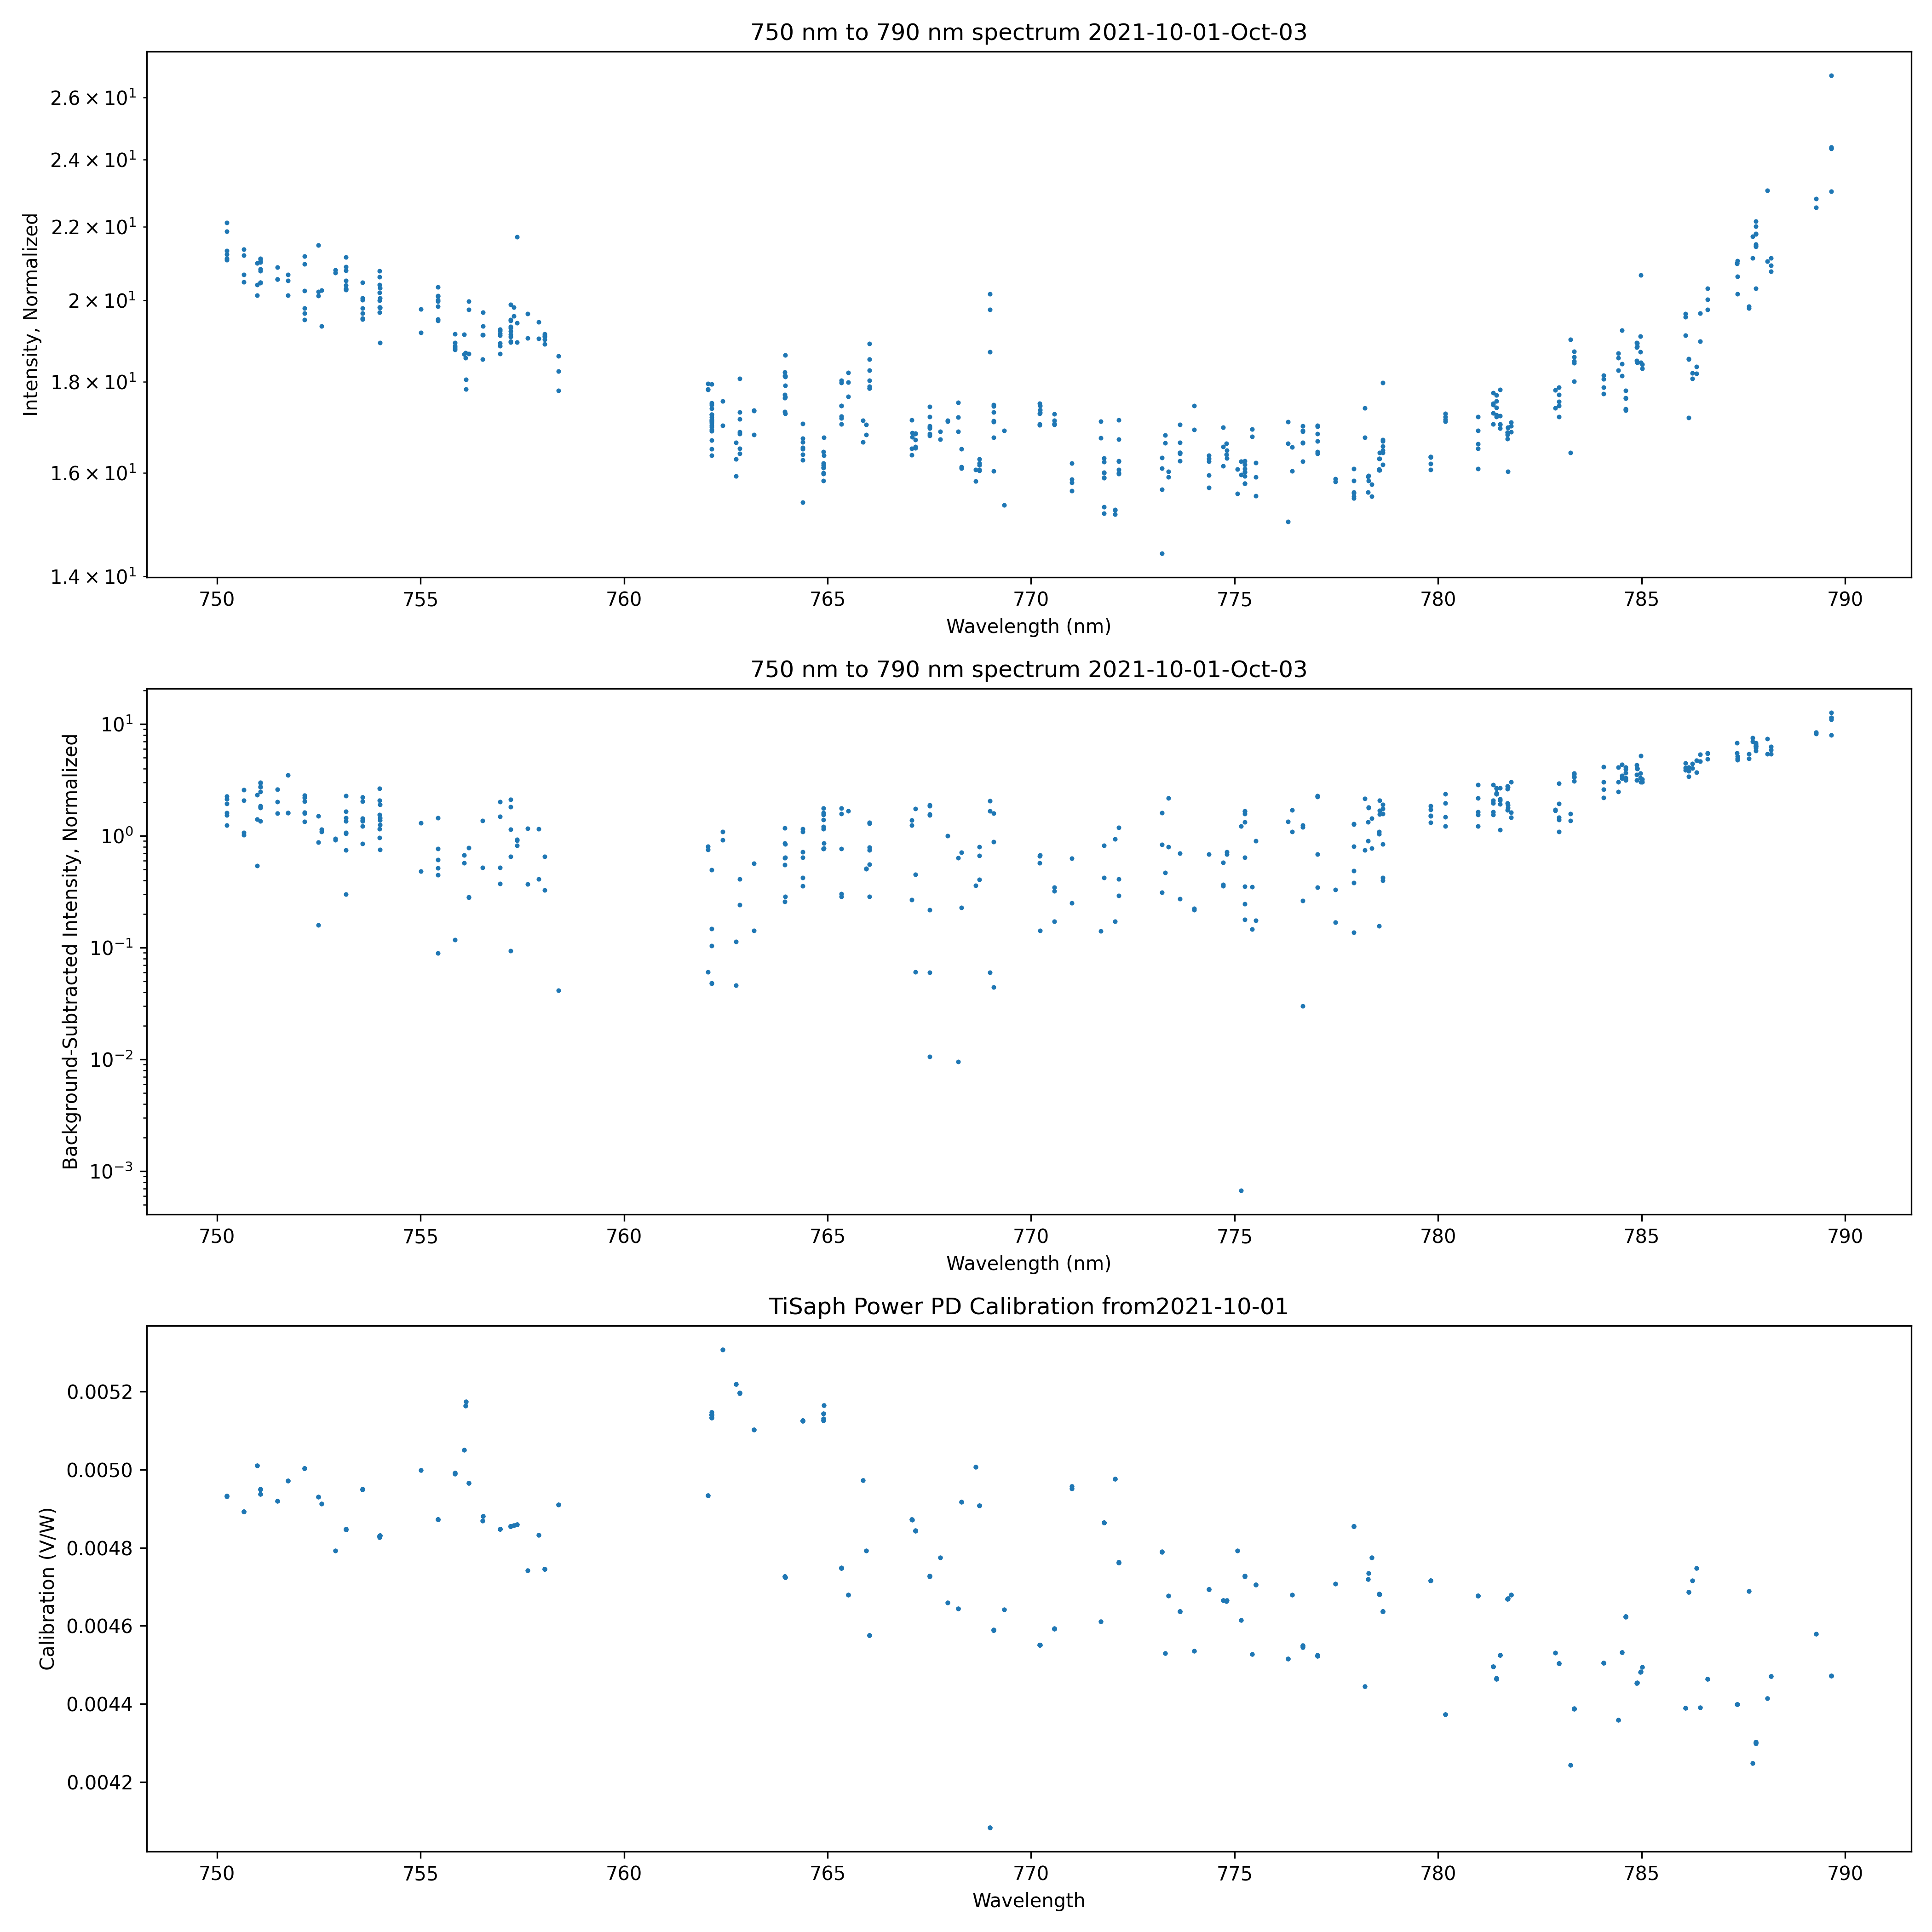 750 nm to 790 nm spectrum 2021-10-01-Oct-03
Intensity, Normalized
2.6 × 10¹
2.4 × 10¹
2.2 × 10¹
2 × 10¹
1.8 × 10¹
1.6 × 10¹
1.4 × 10¹
750 755 760 765 770 775 780 785 790
Wavelength (nm)
750 nm to 790 nm spectrum 2021-10-01-Oct-03
Background-Subtracted Intensity, Normalized
10¹
10⁰
10⁻¹
10⁻²
10⁻³
750 755 760 765 770 775 780 785 790
Wavelength (nm)
TiSaph Power PD Calibration from2021-10-01
Calibration (V/W)
0.0052
0.0050
0.0048
0.0046
0.0044
0.0042
750 755 760 765 770 775 780 785 790
Wavelength